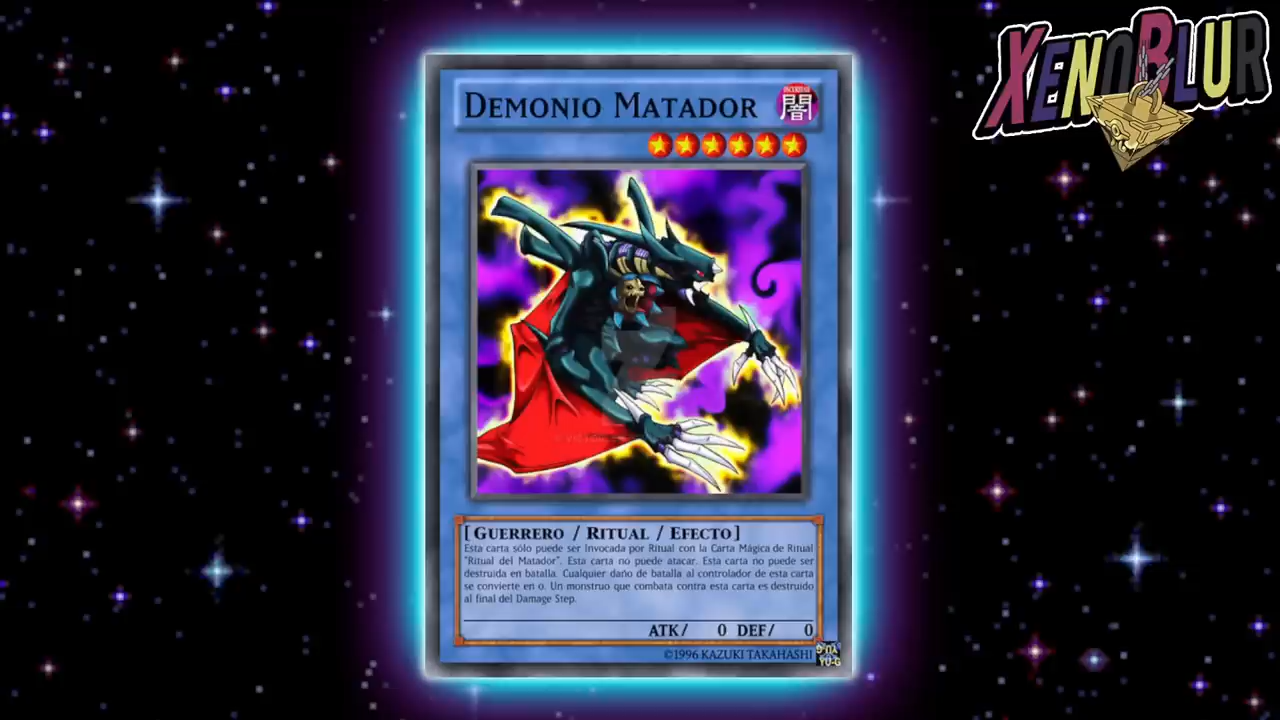 XENOBLUR
DEMONIO MATADOR
OSCURIDAD
闇
[GUERRERO / RITUAL / EFECTO]
Esta carta sólo puede ser Invocada por Ritual con la Carta Mágica de Ritual
"Ritual del Matador". Esta carta no puede atacar. Esta carta no puede ser
destruida en batalla. Cualquier daño de batalla al controlador de esta carta
se convierte en 0. Un monstruo que combata contra esta carta es destruido
al final del Damage Step.
ATK/ 0 DEF/ 0
©1996 KAZUKI TAKAHASHI